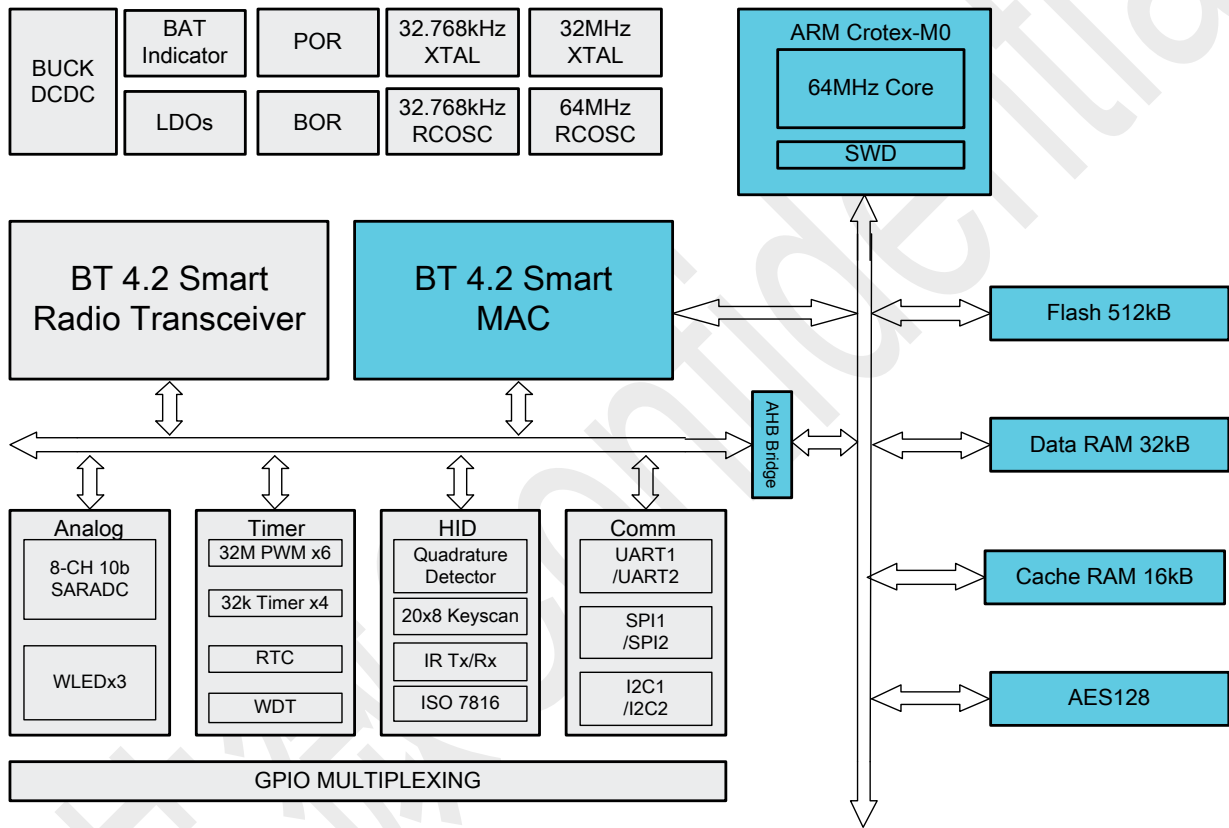 BUCK
DCDC
BAT
Indicator
POR
32.768kHz
XTAL
32MHz
XTAL
LDOs
BOR
32.768kHz
RCOSC
64MHz
RCOSC
ARM Crotex-M0
64MHz Core
SWD
BT 4.2 Smart
Radio Transceiver
BT 4.2 Smart
MAC
Flash 512kB
AHB Bridge
Data RAM 32kB
Cache RAM 16kB
AES128
Analog
8-CH 10b
SARADC
WLEDx3
Timer
32M PWM x6
32k Timer x4
RTC
WDT
HID
Quadrature
Detector
20x8 Keyscan
IR Tx/Rx
ISO 7816
Comm
UART1
/UART2
SPI1
/SPI2
I2C1
/I2C2
GPIO MULTIPLEXING
Confidential